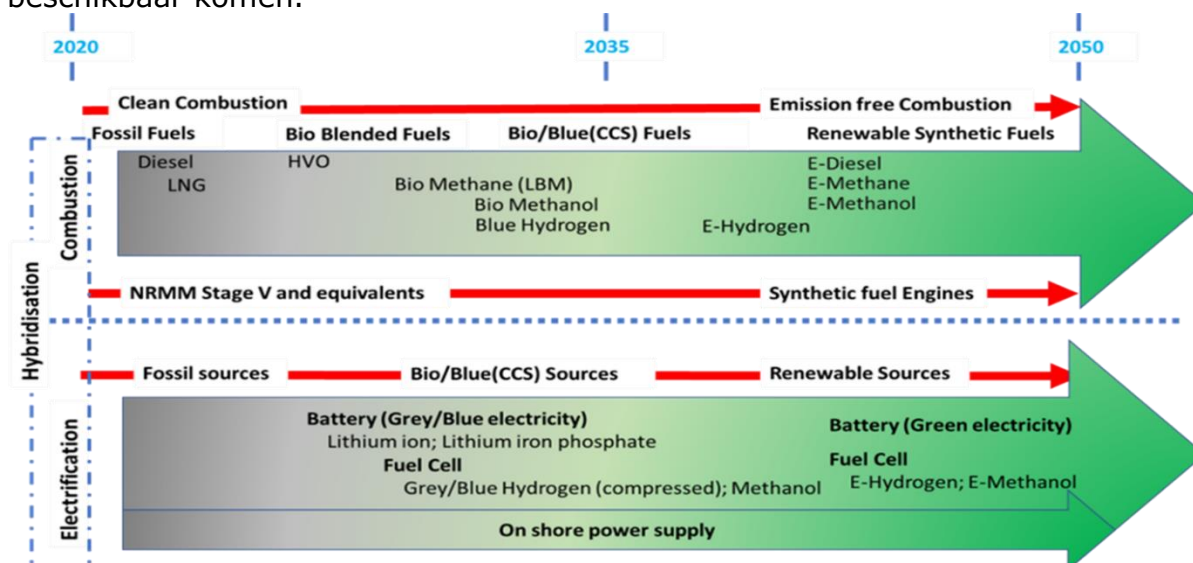 beschikbaar komen.
2020 2035 2050
Clean Combustion Emission free Combustion
Fossil Fuels Bio Blended Fuels Bio/Blue(CCS) Fuels Renewable Synthetic Fuels
Diesel HVO E-Diesel
LNG Bio Methane (LBM) E-Methane
Bio Methanol E-Methanol
Blue Hydrogen E-Hydrogen
Combustion
NRMM Stage V and equivalents Synthetic fuel Engines
Hybridisation
Fossil sources Bio/Blue(CCS) Sources Renewable Sources
Battery (Grey/Blue electricity) Battery (Green electricity)
Lithium ion; Lithium iron phosphate
Fuel Cell Fuel Cell
Grey/Blue Hydrogen (compressed); Methanol E-Hydrogen; E-Methanol
Electrification
On shore power supply